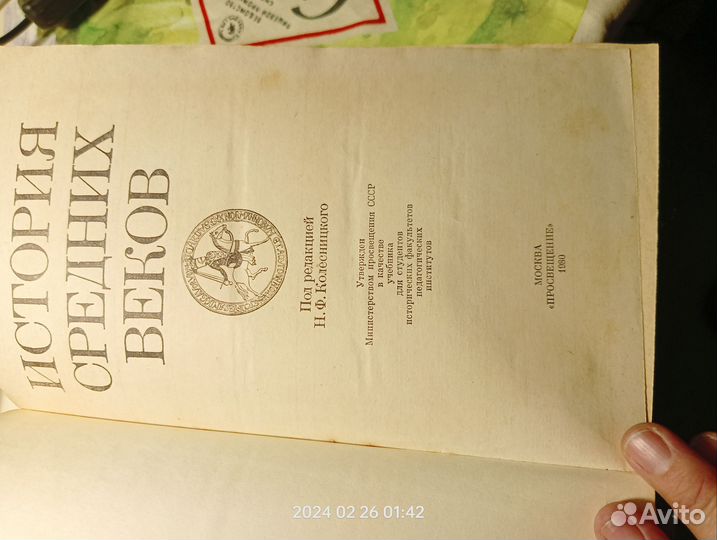 ИСТОРИЯ
СРЕДНИХ
ВЕКОВ
Под редакцией
Н. Ф. Колесницкого
Утвержден
Министерством просвещения СССР
в качестве
учебника
для студентов
исторических факультетов
педагогических
институтов
МОСКВА
«ПРОСВЕЩЕНИЕ»
1980
2024 02 26 01:42
Avito